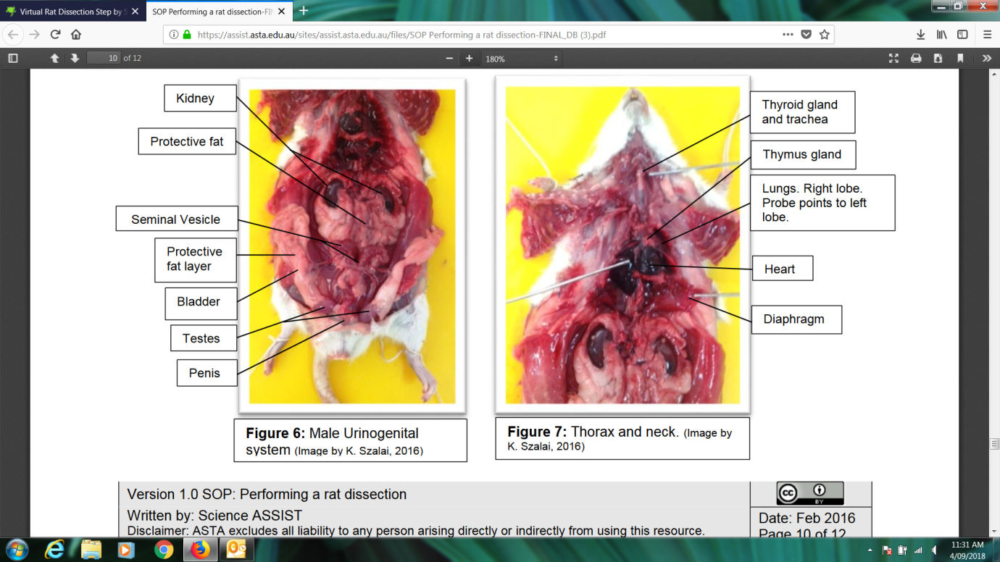 Virtual Rat Dissection Step by S
SOP Performing a rat dissection-FIN
https://assist.asta.edu.au/sites/assist.asta.edu.au/files/SOP Performing a rat dissection-FINAL_DB (3).pdf
10 of 12
180%
Kidney
Protective fat
Seminal Vesicle
Protective
fat layer
Bladder
Testes
Penis
Thyroid gland
and trachea
Thymus gland
Lungs. Right lobe.
Probe points to left
lobe.
Heart
Diaphragm
Figure 6: Male Urinogenital
system (Image by K. Szalai, 2016)
Figure 7: Thorax and neck. (Image by
K. Szalai, 2016)
Version 1.0 SOP: Performing a rat dissection
Written by: Science ASSIST
Disclaimer: ASTA excludes all liability to any person arising directly or indirectly from using this resource.
cc
BY
Date: Feb 2016
Page 10 of 12
11:31 AM
4/09/2018